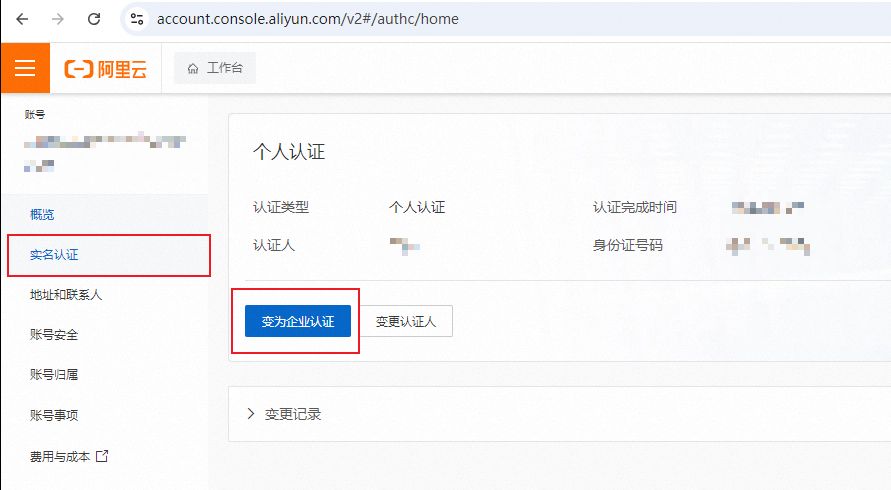 account.console.aliyun.com/v2#/authc/home
阿里云
工作台
账号
概览
实名认证
地址和联系人
账号安全
账号归属
账号事项
费用与成本
个人认证
认证类型 个人认证 认证完成时间
认证人 身份证号码
变为企业认证 变更认证人
变更记录